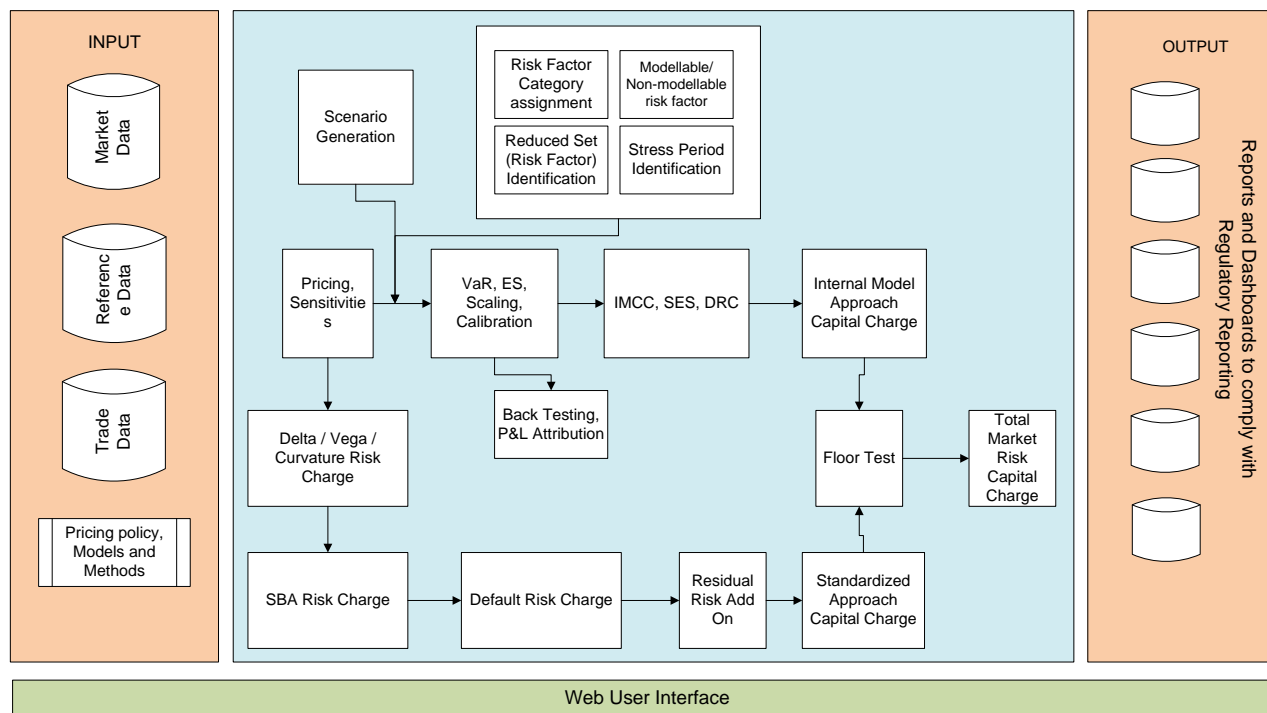 INPUT
Market
Data
Referenc
e Data
Trade
Data
Pricing policy,
Models and
Methods
Scenario
Generation
Risk Factor
Category
assignment
Modellable/
Non-modellable
risk factor
Reduced Set
(Risk Factor)
Identification
Stress Period
Identification
Pricing,
Sensitivitie
s
VaR, ES,
Scaling,
Calibration
IMCC, SES, DRC
Internal Model
Approach
Capital Charge
Back Testing,
P&L Attribution
Delta / Vega /
Curvature Risk
Charge
Floor Test
Total
Market
Risk
Capital
Charge
SBA Risk Charge
Default Risk Charge
Residual
Risk Add
On
Standardized
Approach
Capital Charge
OUTPUT
Reports and Dashboards to comply with
Regulatory Reporting
Web User Interface